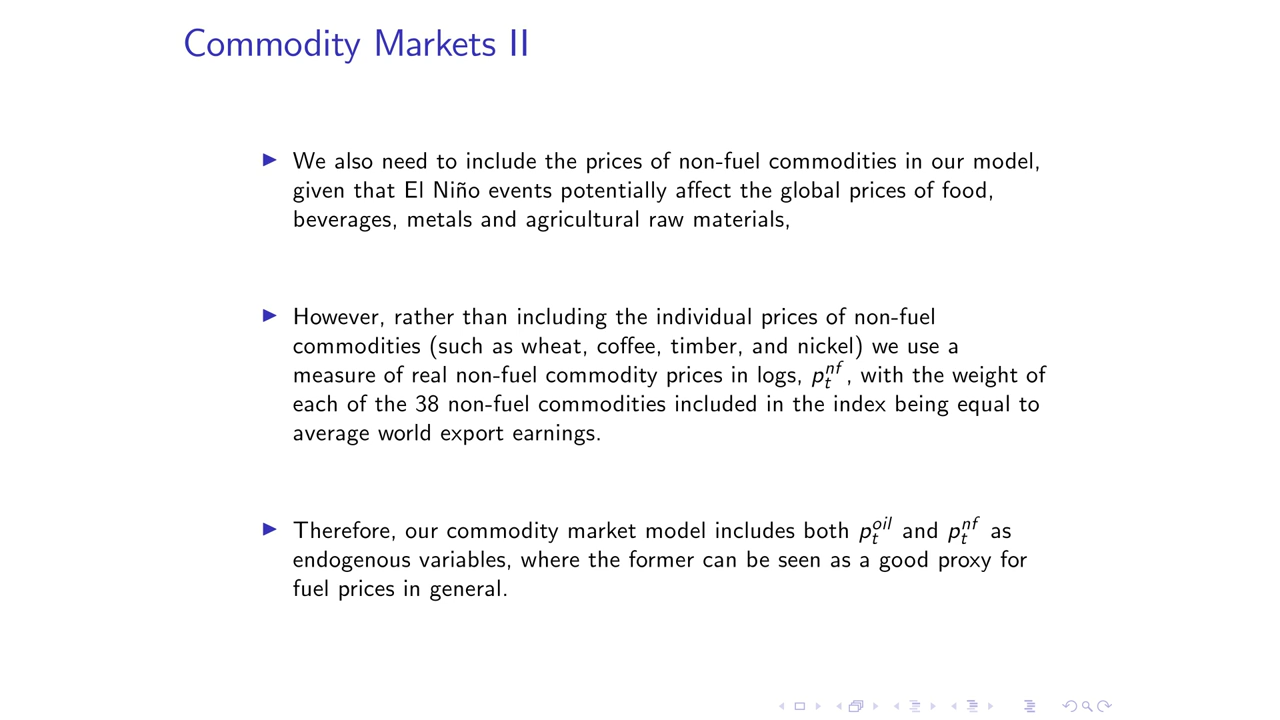 Commodity Markets II
We also need to include the prices of non-fuel commodities in our model,
given that El Niño events potentially affect the global prices of food,
beverages, metals and agricultural raw materials,
However, rather than including the individual prices of non-fuel
commodities (such as wheat, coffee, timber, and nickel) we use a
measure of real non-fuel commodity prices in logs, $p_t^{nf}$, with the weight of
each of the 38 non-fuel commodities included in the index being equal to
average world export earnings.
Therefore, our commodity market model includes both $p_t^{oil}$ and $p_t^{nf}$ as
endogenous variables, where the former can be seen as a good proxy for
fuel prices in general.